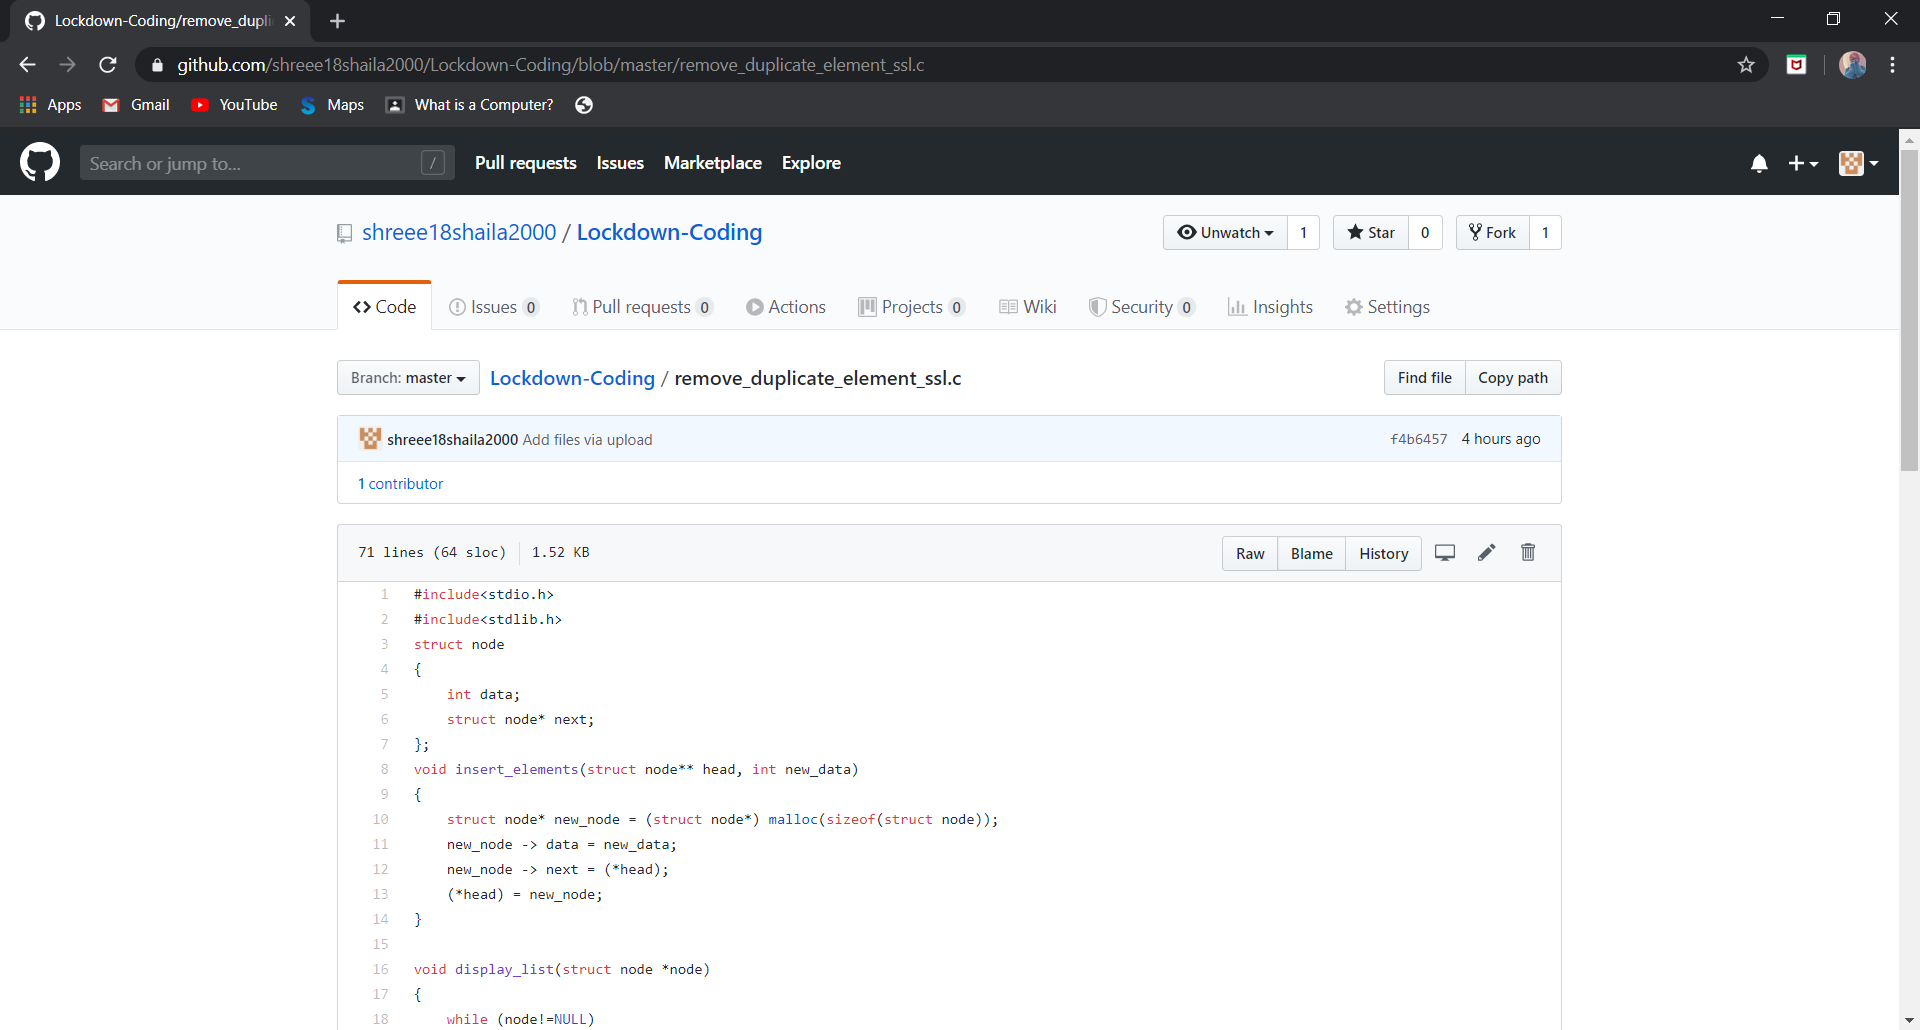 Lockdown-Coding/remove_dupli
github.com/shreee18shaila2000/Lockdown-Coding/blob/master/remove_duplicate_element_ssl.c
Apps Gmail YouTube Maps What is a Computer?
Search or jump to... / Pull requests Issues Marketplace Explore
shreee18shaila2000 / Lockdown-Coding Unwatch 1 Star 0 Fork 1
Code Issues 0 Pull requests 0 Actions Projects 0 Wiki Security 0 Insights Settings
Branch: master Lockdown-Coding / remove_duplicate_element_ssl.c Find file Copy path
shreee18shaila2000 Add files via upload f4b6457 4 hours ago
1 contributor
71 lines (64 sloc) 1.52 KB Raw Blame History
1 #include<stdio.h>
2 #include<stdlib.h>
3 struct node
4 {
5 int data;
6 struct node* next;
7 };
8 void insert_elements(struct node** head, int new_data)
9 {
10 struct node* new_node = (struct node*) malloc(sizeof(struct node));
11 new_node -> data = new_data;
12 new_node -> next = (*head);
13 (*head) = new_node;
14 }
15
16 void display_list(struct node *node)
17 {
18 while (node!=NULL)